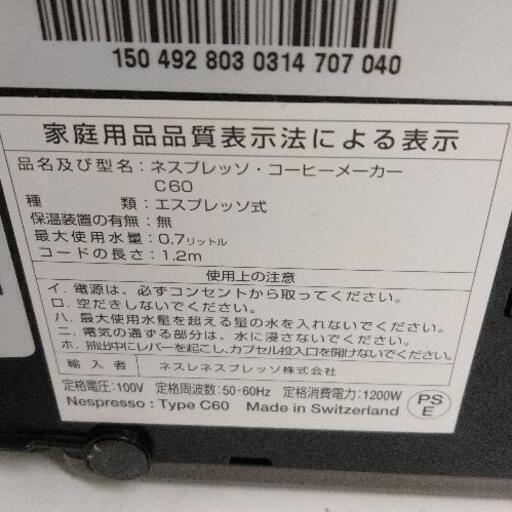 150 492 803 0314 707 040
家庭用品品質表示法による表示
品名及び型名：ネスプレッソ・コーヒーメーカー
C60
種　　　　類：エスプレッソ式
保温装置の有無：無
最大使用水量：0.7リットル
コードの長さ：1.2m
使用上の注意
イ．電源は、必ずコンセントから取ってください。
ロ．空だきしないでください。
ハ．最大使用水量を超える量の水を入れないでください。
ニ．電気の通ずる部分は、水に浸さないでください。
ホ．抽出中にレバーを起こし、カプセル投入口を開けないでください。
輸入者　ネスレネスプレッソ株式会社
定格電圧：100V　定格周波数：50-60Hz　定格消費電力：1200W
Nespresso : Type C60　Made in Switzerland
PS
E